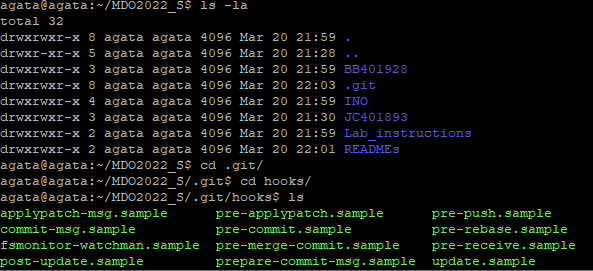 agata@agata:~/MDO2022_S$ ls -la
total 32
drwxrwxr-x 8 agata agata 4096 Mar 20 21:59 .
drwxrwxr-x 5 agata agata 4096 Mar 20 21:28 ..
drwxrwxr-x 3 agata agata 4096 Mar 20 21:59 BB401928
drwxrwxr-x 8 agata agata 4096 Mar 20 22:03 .git
drwxrwxr-x 4 agata agata 4096 Mar 20 21:59 INO
drwxrwxr-x 3 agata agata 4096 Mar 20 21:30 JC401893
drwxrwxr-x 2 agata agata 4096 Mar 20 21:59 Lab_instructions
drwxrwxr-x 2 agata agata 4096 Mar 20 22:01 READMEs
agata@agata:~/MDO2022_S$ cd .git/
agata@agata:~/MDO2022_S/.git$ cd hooks/
agata@agata:~/MDO2022_S/.git/hooks$ ls
applypatch-msg.sample pre-applypatch.sample pre-push.sample
commit-msg.sample pre-commit.sample pre-rebase.sample
fsmonitor-watchman.sample pre-merge-commit.sample pre-receive.sample
post-update.sample prepare-commit-msg.sample update.sample